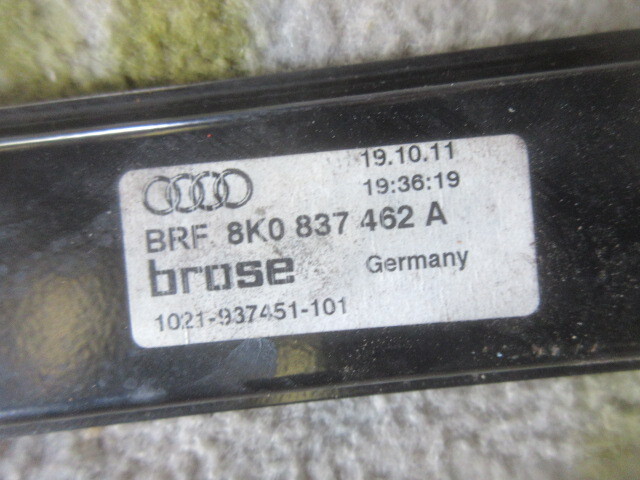 19.10.11
19:36:19
BRF 8K0 837 462 A
brose Germany
1021-937451-101